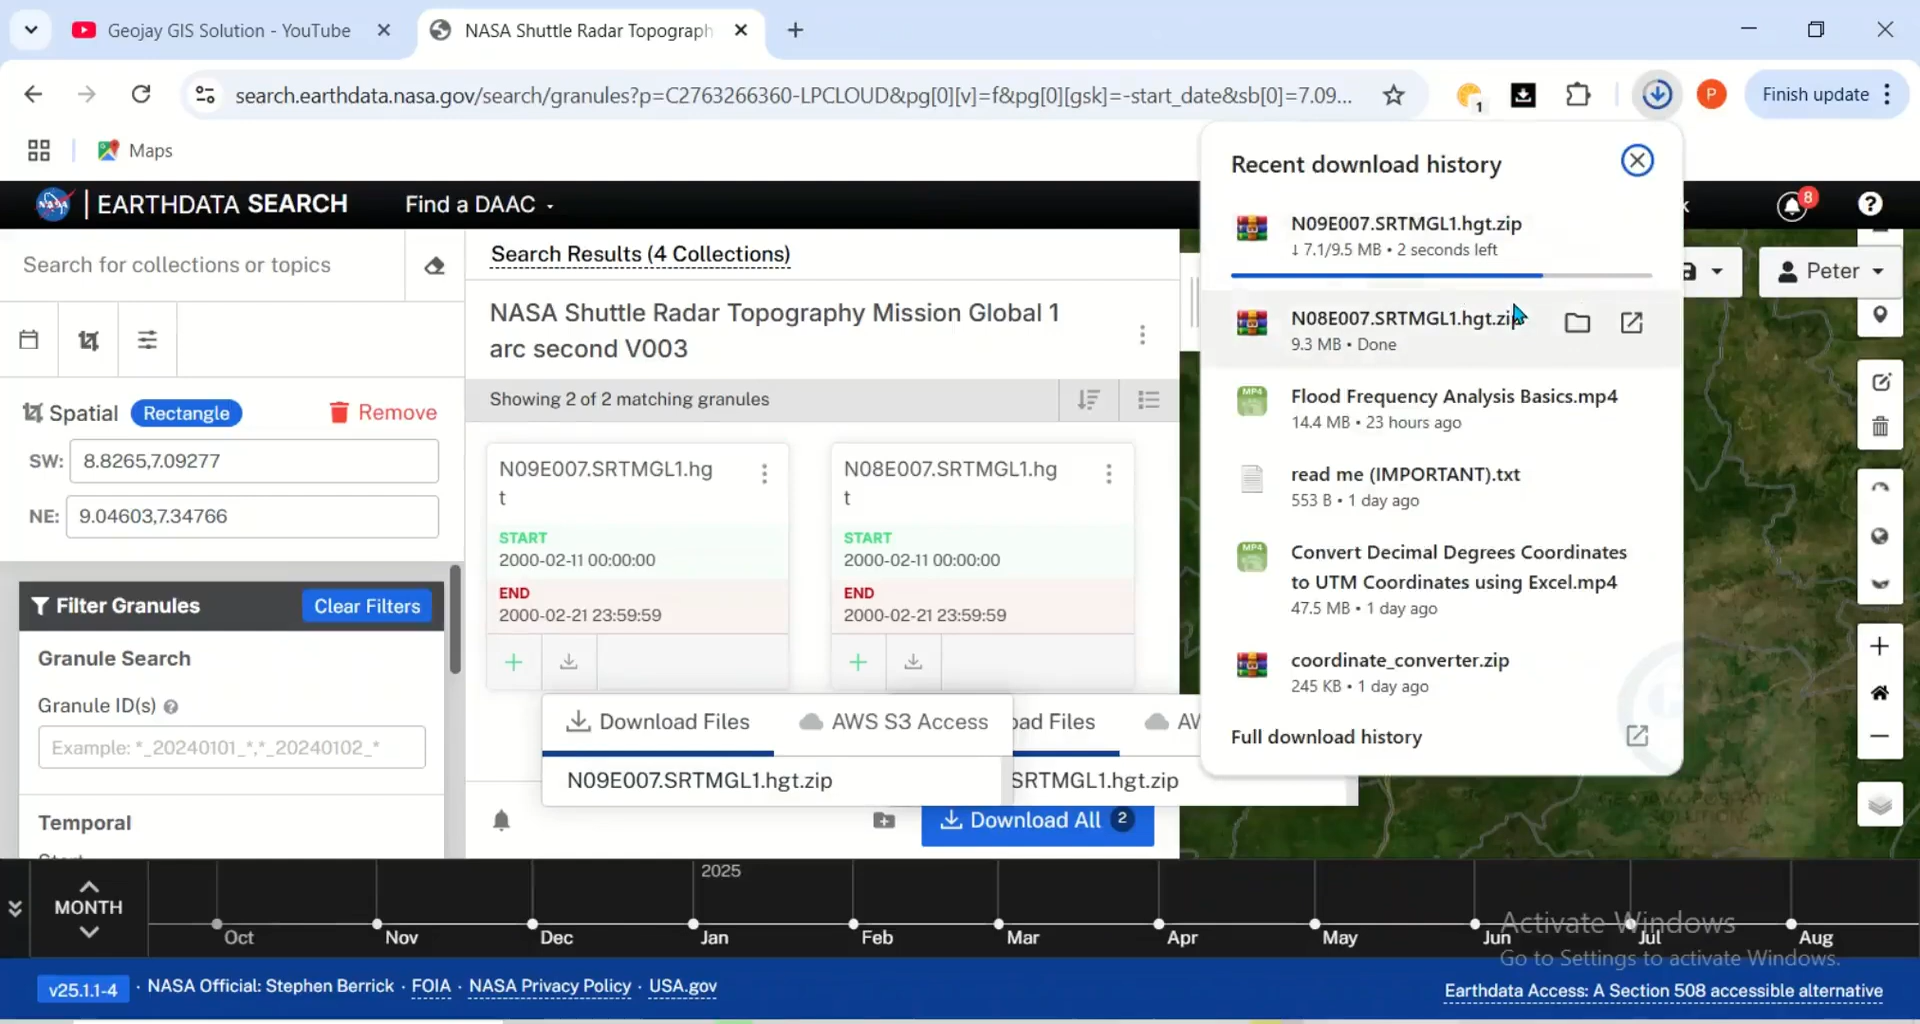 Geojay GIS Solution - YouTube
NASA Shuttle Radar Topograph
search.earthdata.nasa.gov/search/granules?p=C2763266360-LPCLOUD&pg[0][v]=f&pg[0][gsk]=-start_date&sb[0]=7.09...
1
P
Finish update
Maps
Recent download history
N09E007.SRTMGL1.hgt.zip
↓ 7.1/9.5 MB • 2 seconds left
N08E007.SRTMGL1.hgt.zip
9.3 MB • Done
MP4
Flood Frequency Analysis Basics.mp4
14.4 MB • 23 hours ago
read me (IMPORTANT).txt
553 B • 1 day ago
MP4
Convert Decimal Degrees Coordinates
to UTM Coordinates using Excel.mp4
47.5 MB • 1 day ago
coordinate_converter.zip
245 KB • 1 day ago
Full download history
NASA
EARTHDATA SEARCH
Find a DAAC
k
8
?
Search for collections or topics
Search Results (4 Collections)
Peter
NASA Shuttle Radar Topography Mission Global 1
arc second V003
Spatial
Rectangle
Remove
Showing 2 of 2 matching granules
SW:
8.8265,7.09277
NE:
9.04603,7.34766
N09E007.SRTMGL1.hg
t
START
2000-02-11 00:00:00
END
2000-02-21 23:59:59
N08E007.SRTMGL1.hg
t
START
2000-02-11 00:00:00
END
2000-02-21 23:59:59
Filter Granules
Clear Filters
Granule Search
Granule ID(s)
Example: *_20240101_*,*_20240102_*
Temporal
Download Files
AWS S3 Access
oad Files
AV
N09E007.SRTMGL1.hgt.zip
SRTMGL1.hgt.zip
Download All 2
MONTH
2025
Oct
Nov
Dec
Jan
Feb
Mar
Apr
May
Jun
Jul
Aug
Activate Windows
Go to Settings to activate Windows.
v25.1.1-4
· NASA Official: Stephen Berrick · FOIA · NASA Privacy Policy · USA.gov
Earthdata Access: A Section 508 accessible alternative